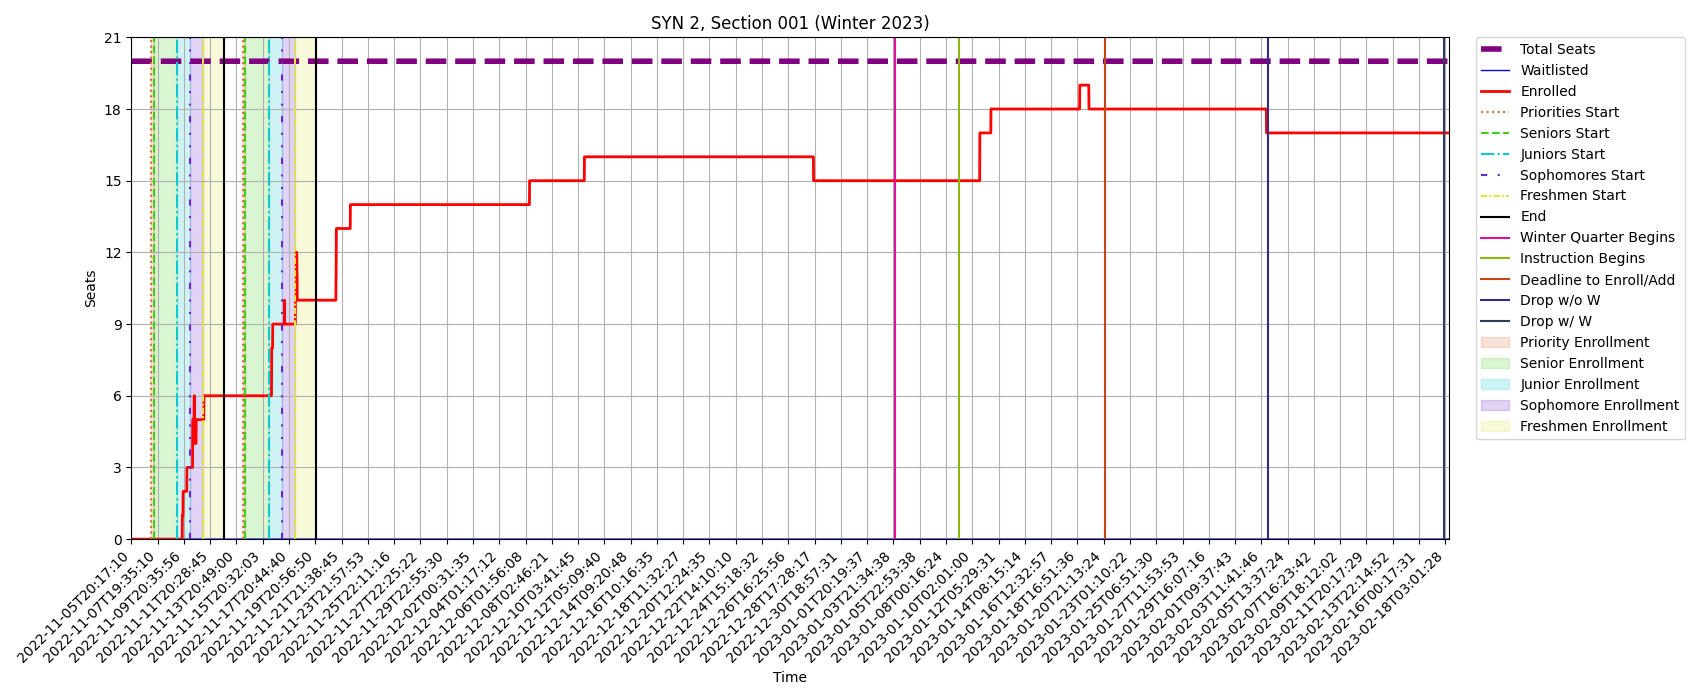 SYN 2, Section 001 (Winter 2023)
21
18
15
12
9
6
3
0
Seats
2022-11-05T20:17:10
2022-11-07T19:35:10
2022-11-09T20:35:56
2022-11-11T20:28:45
2022-11-13T20:49:00
2022-11-15T20:32:03
2022-11-17T20:44:40
2022-11-19T20:56:50
2022-11-21T21:38:45
2022-11-23T21:57:53
2022-11-25T22:11:16
2022-11-27T22:25:22
2022-11-29T22:55:30
2022-12-02T00:31:35
2022-12-04T01:17:12
2022-12-06T01:56:08
2022-12-08T02:46:21
2022-12-10T03:41:45
2022-12-12T05:09:40
2022-12-14T09:20:48
2022-12-16T10:16:35
2022-12-18T11:32:27
2022-12-20T12:24:35
2022-12-22T14:10:10
2022-12-24T15:18:32
2022-12-26T16:25:56
2022-12-28T17:28:17
2022-12-30T18:57:31
2023-01-01T20:19:37
2023-01-03T21:34:38
2023-01-05T22:53:38
2023-01-08T00:16:24
2023-01-10T02:01:00
2023-01-12T05:29:31
2023-01-14T08:15:14
2023-01-16T12:32:57
2023-01-18T16:51:36
2023-01-20T21:13:24
2023-01-23T01:10:22
2023-01-25T06:51:30
2023-01-27T11:53:53
2023-01-29T16:07:16
2023-02-01T09:37:43
2023-02-03T11:41:46
2023-02-05T13:37:24
2023-02-07T16:23:42
2023-02-09T18:12:02
2023-02-11T20:17:29
2023-02-13T22:14:52
2023-02-16T00:17:31
2023-02-18T03:01:28
Time
Total Seats
Waitlisted
Enrolled
Priorities Start
Seniors Start
Juniors Start
Sophomores Start
Freshmen Start
End
Winter Quarter Begins
Instruction Begins
Deadline to Enroll/Add
Drop w/o W
Drop w/ W
Priority Enrollment
Senior Enrollment
Junior Enrollment
Sophomore Enrollment
Freshmen Enrollment